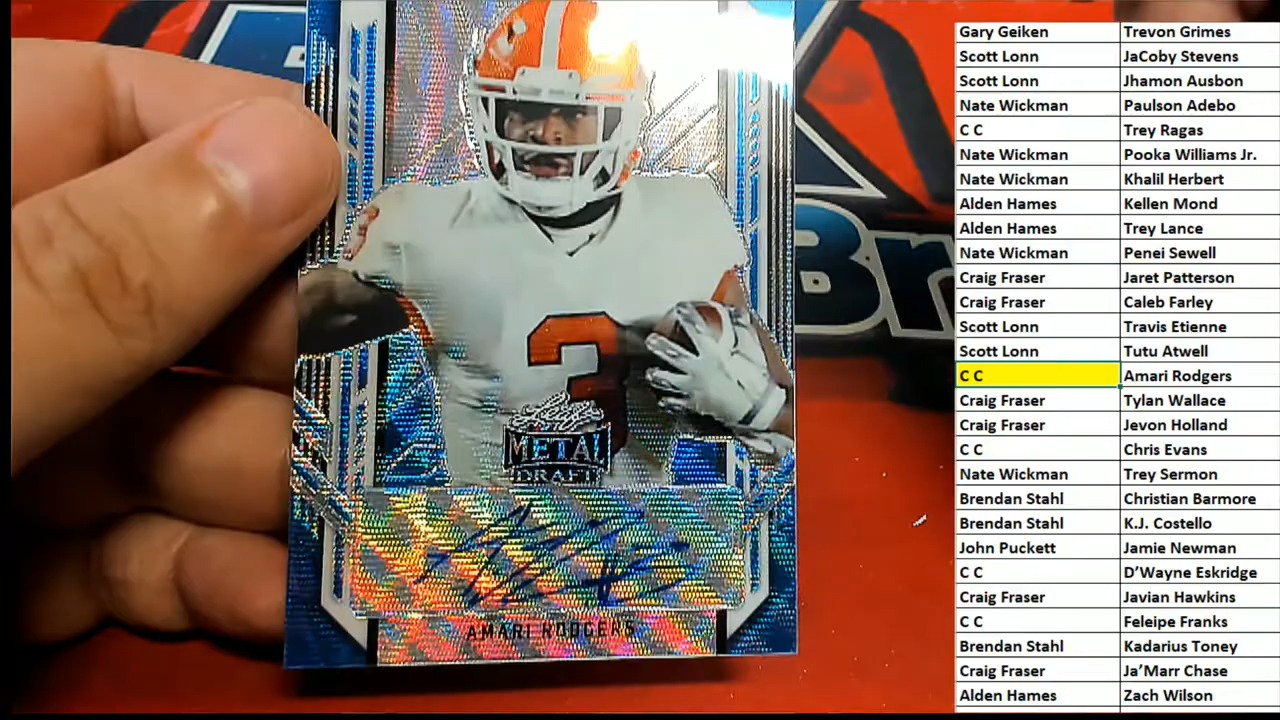 3
Leaf
METAL
DRAFT
AMARI RODGERS
Br
Gary Geiken Trevon Grimes
Scott Lonn JaCoby Stevens
Scott Lonn Jhamon Ausbon
Nate Wickman Paulson Adebo
C C Trey Ragas
Nate Wickman Pooka Williams Jr.
Nate Wickman Khalil Herbert
Alden Hames Kellen Mond
Alden Hames Trey Lance
Nate Wickman Penei Sewell
Craig Fraser Jaret Patterson
Craig Fraser Caleb Farley
Scott Lonn Travis Etienne
Scott Lonn Tutu Atwell
C C Amari Rodgers
Craig Fraser Tylan Wallace
Craig Fraser Jevon Holland
C C Chris Evans
Nate Wickman Trey Sermon
Brendan Stahl Christian Barmore
Brendan Stahl K.J. Costello
John Puckett Jamie Newman
C C D’Wayne Eskridge
Craig Fraser Javian Hawkins
C C Feleipe Franks
Brendan Stahl Kadarius Toney
Craig Fraser Ja’Marr Chase
Alden Hames Zach Wilson